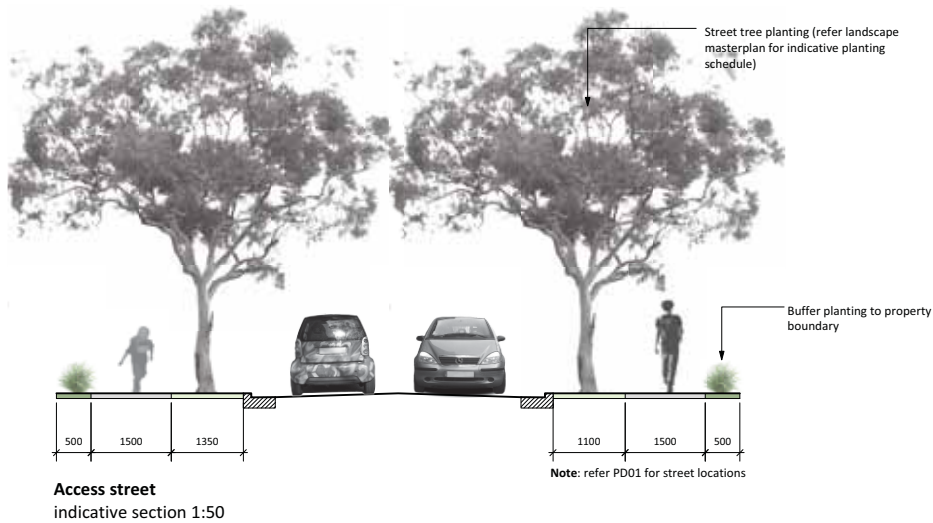 Street tree planting (refer landscape
masterplan for indicative planting
schedule)
Buffer planting to property
boundary
500
1500
1350
1100
1500
500
Note: refer PD01 for street locations
Access street
indicative section 1:50